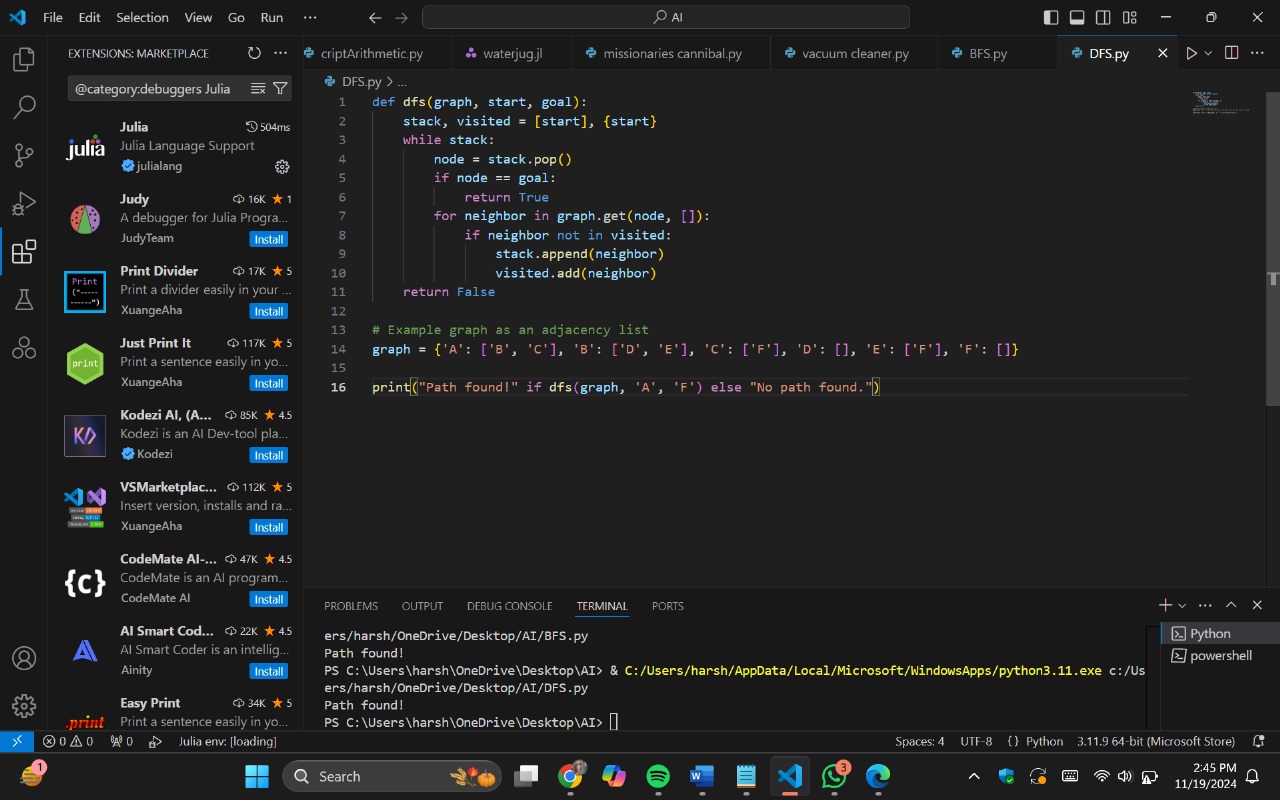 File Edit Selection View Go Run ··· AI
EXTENSIONS: MARKETPLACE
@category:debuggers Julia
Julia 504ms
Julia Language Support
julialang
Judy 16K 1
A debugger for Julia Progra...
JudyTeam Install
Print Divider 17K 5
Print a divider easily in your ...
XuangeAha Install
Just Print It 117K 5
Print a sentence easily in yo...
XuangeAha Install
Kodezi AI, (A... 85K 4.5
Kodezi is an AI Dev-tool pla...
Kodezi Install
VSMarketplac... 112K 5
Insert version, installs and ra...
XuangeAha Install
CodeMate AI-... 47K 4.5
CodeMate is an AI program...
CodeMate AI Install
AI Smart Cod... 22K 4.5
AI Smart Coder is an intellig...
Ainity Install
Easy Print 34K 5
Print a sentence easily in yo...
criptArithmetic.py waterjug.jl missionaries cannibal.py vacuum cleaner.py BFS.py DFS.py
DFS.py > ...
1 def dfs(graph, start, goal):
2 stack, visited = [start], {start}
3 while stack:
4 node = stack.pop()
5 if node == goal:
6 return True
7 for neighbor in graph.get(node, []):
8 if neighbor not in visited:
9 stack.append(neighbor)
10 visited.add(neighbor)
11 return False
12
13 # Example graph as an adjacency list
14 graph = {'A': ['B', 'C'], 'B': ['D', 'E'], 'C': ['F'], 'D': [], 'E': ['F'], 'F': []}
15
16 print("Path found!" if dfs(graph, 'A', 'F') else "No path found.")
PROBLEMS OUTPUT DEBUG CONSOLE TERMINAL PORTS
ers/harsh/OneDrive/Desktop/AI/BFS.py
Path found!
PS C:\Users\harsh\OneDrive\Desktop\AI> & C:/Users/harsh/AppData/Local/Microsoft/WindowsApps/python3.11.exe c:/Us
ers/harsh/OneDrive/Desktop/AI/DFS.py
Path found!
PS C:\Users\harsh\OneDrive\Desktop\AI>
Python
powershell
0 0 0 Julia env: [loading] Spaces: 4 UTF-8 {} Python 3.11.9 64-bit (Microsoft Store)
1 Search 3 2:45 PM
11/19/2024